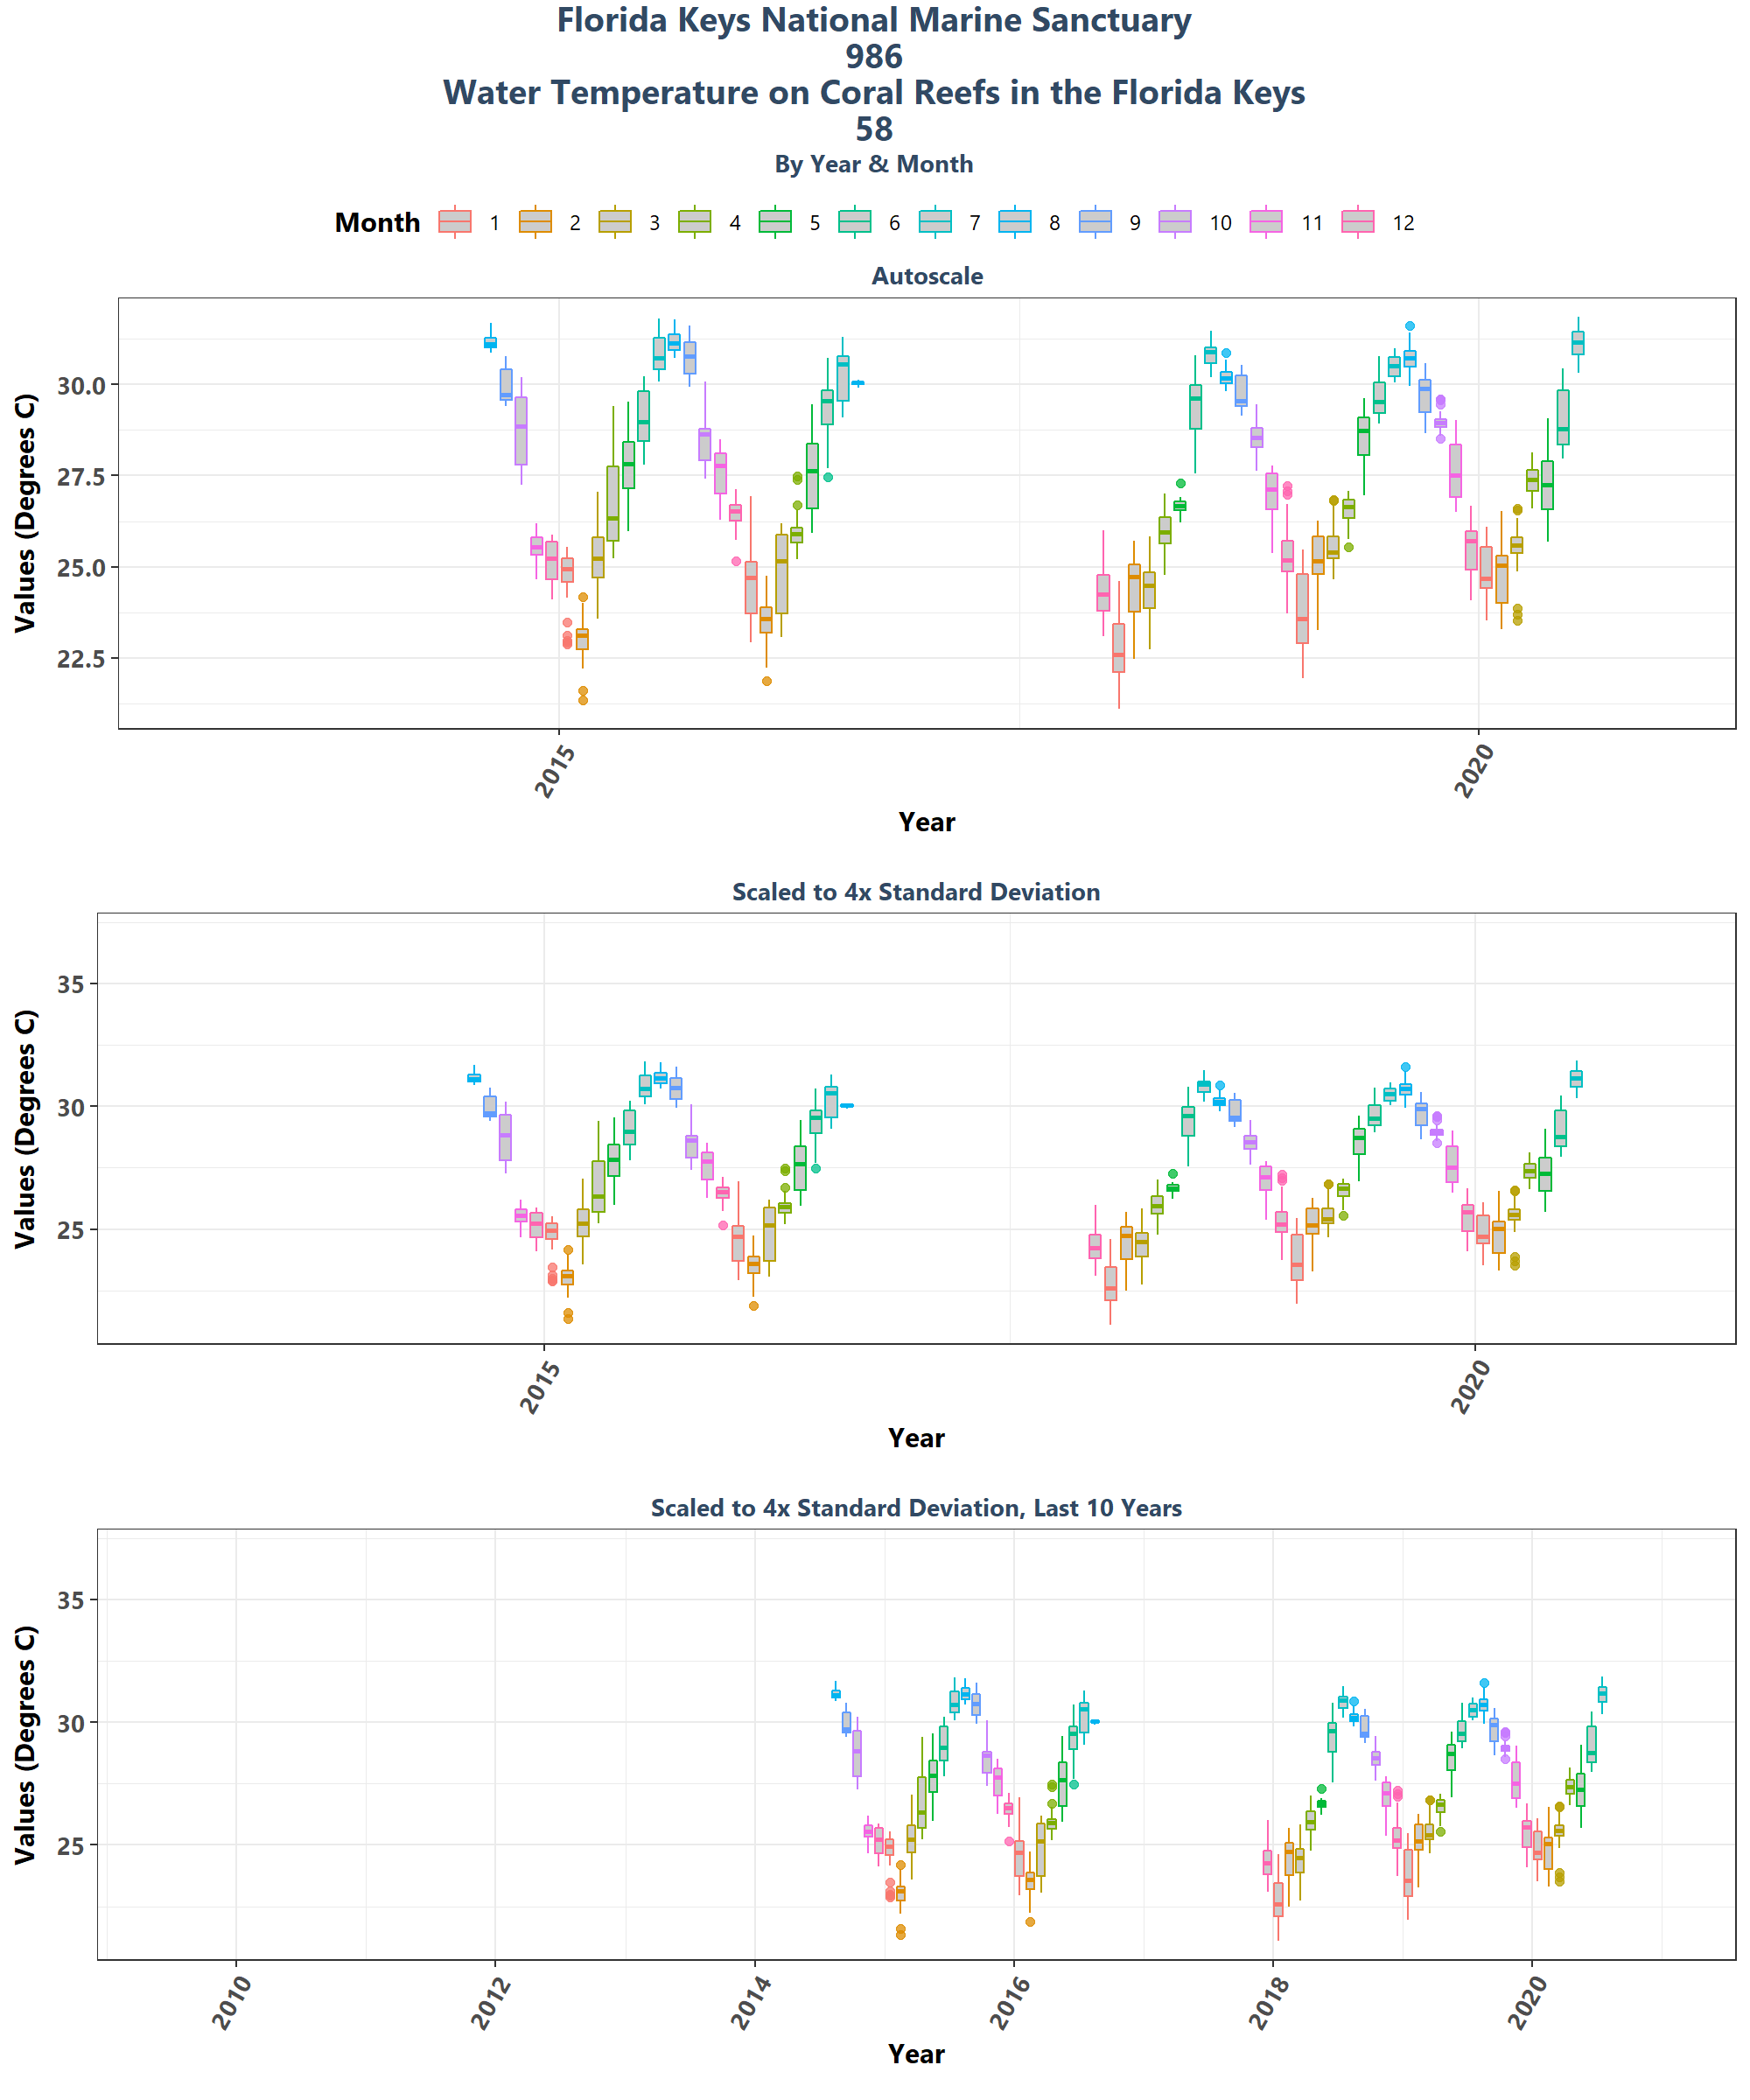 Florida Keys National Marine Sanctuary
986
Water Temperature on Coral Reefs in the Florida Keys
58
By Year & Month
Month 1 2 3 4 5 6 7 8 9 10 11 12
Autoscale
Values (Degrees C)
30.0
27.5
25.0
22.5
2015 2020
Year
Scaled to 4x Standard Deviation
Values (Degrees C)
35
30
25
2015 2020
Year
Scaled to 4x Standard Deviation, Last 10 Years
Values (Degrees C)
35
30
25
2010 2012 2014 2016 2018 2020
Year